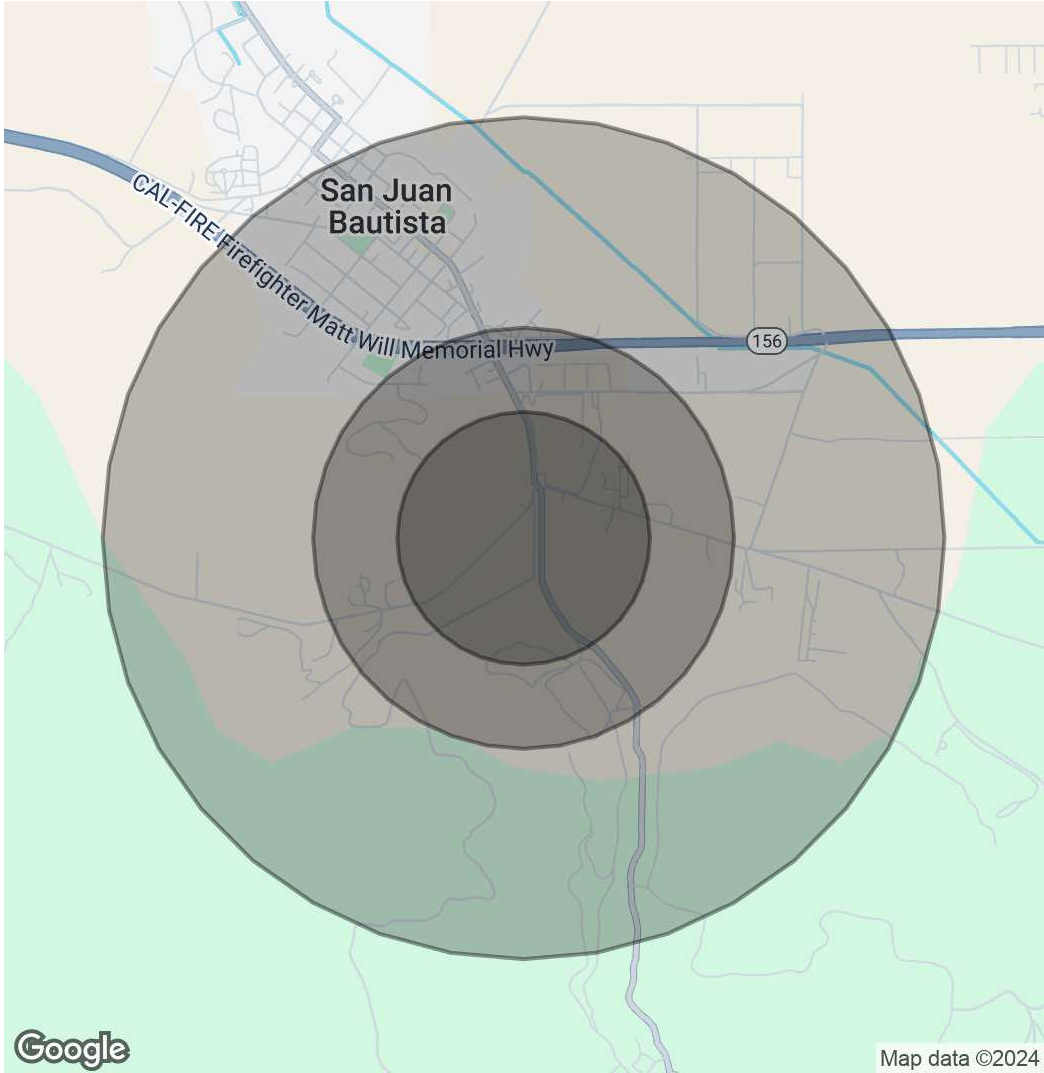 San Juan
Bautista
CAL-FIRE Firefighter Matt Will Memorial Hwy
156
Google
Map data ©2024